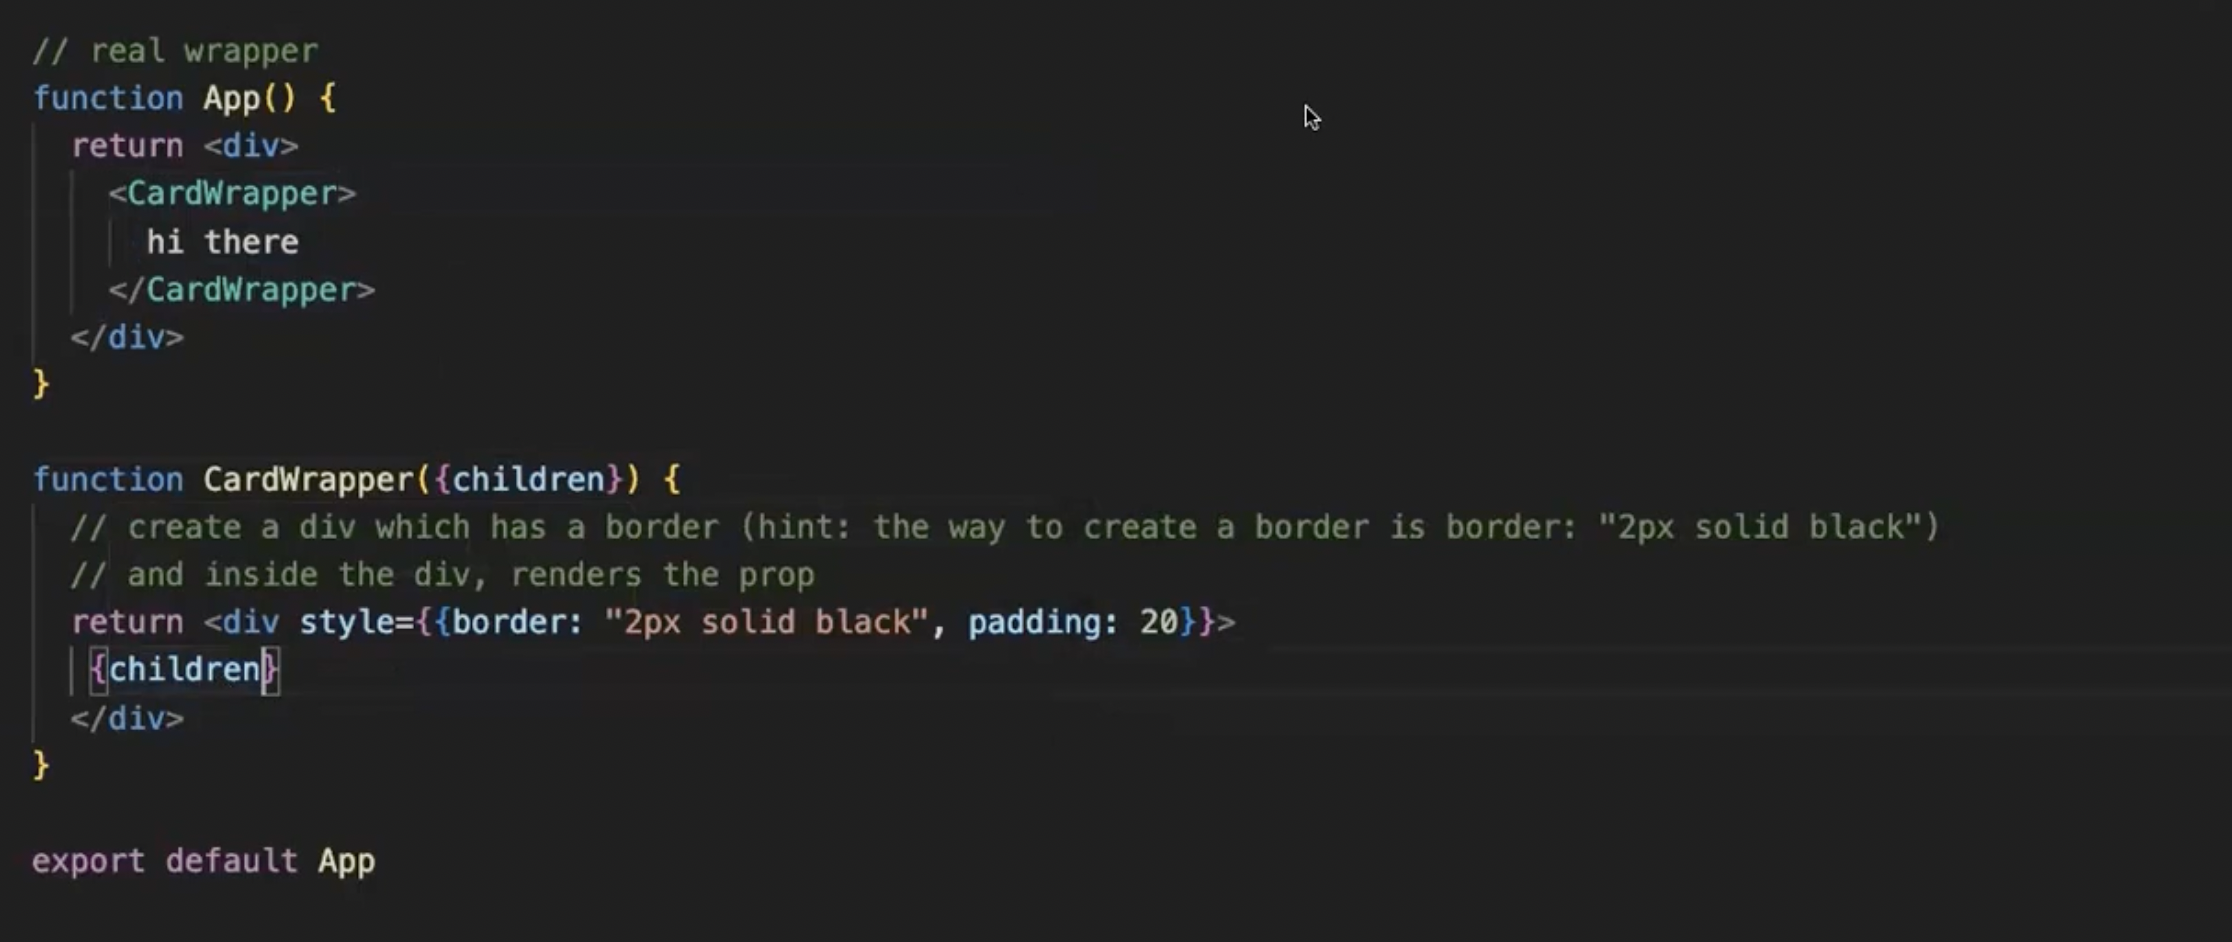 // real wrapper
function App() {
return <div>
<CardWrapper>
hi there
</CardWrapper>
</div>
}
function CardWrapper({children}) {
// create a div which has a border (hint: the way to create a border is border: "2px solid black")
// and inside the div, renders the prop
return <div style={{border: "2px solid black", padding: 20}}>
{children}
</div>
}
export default App